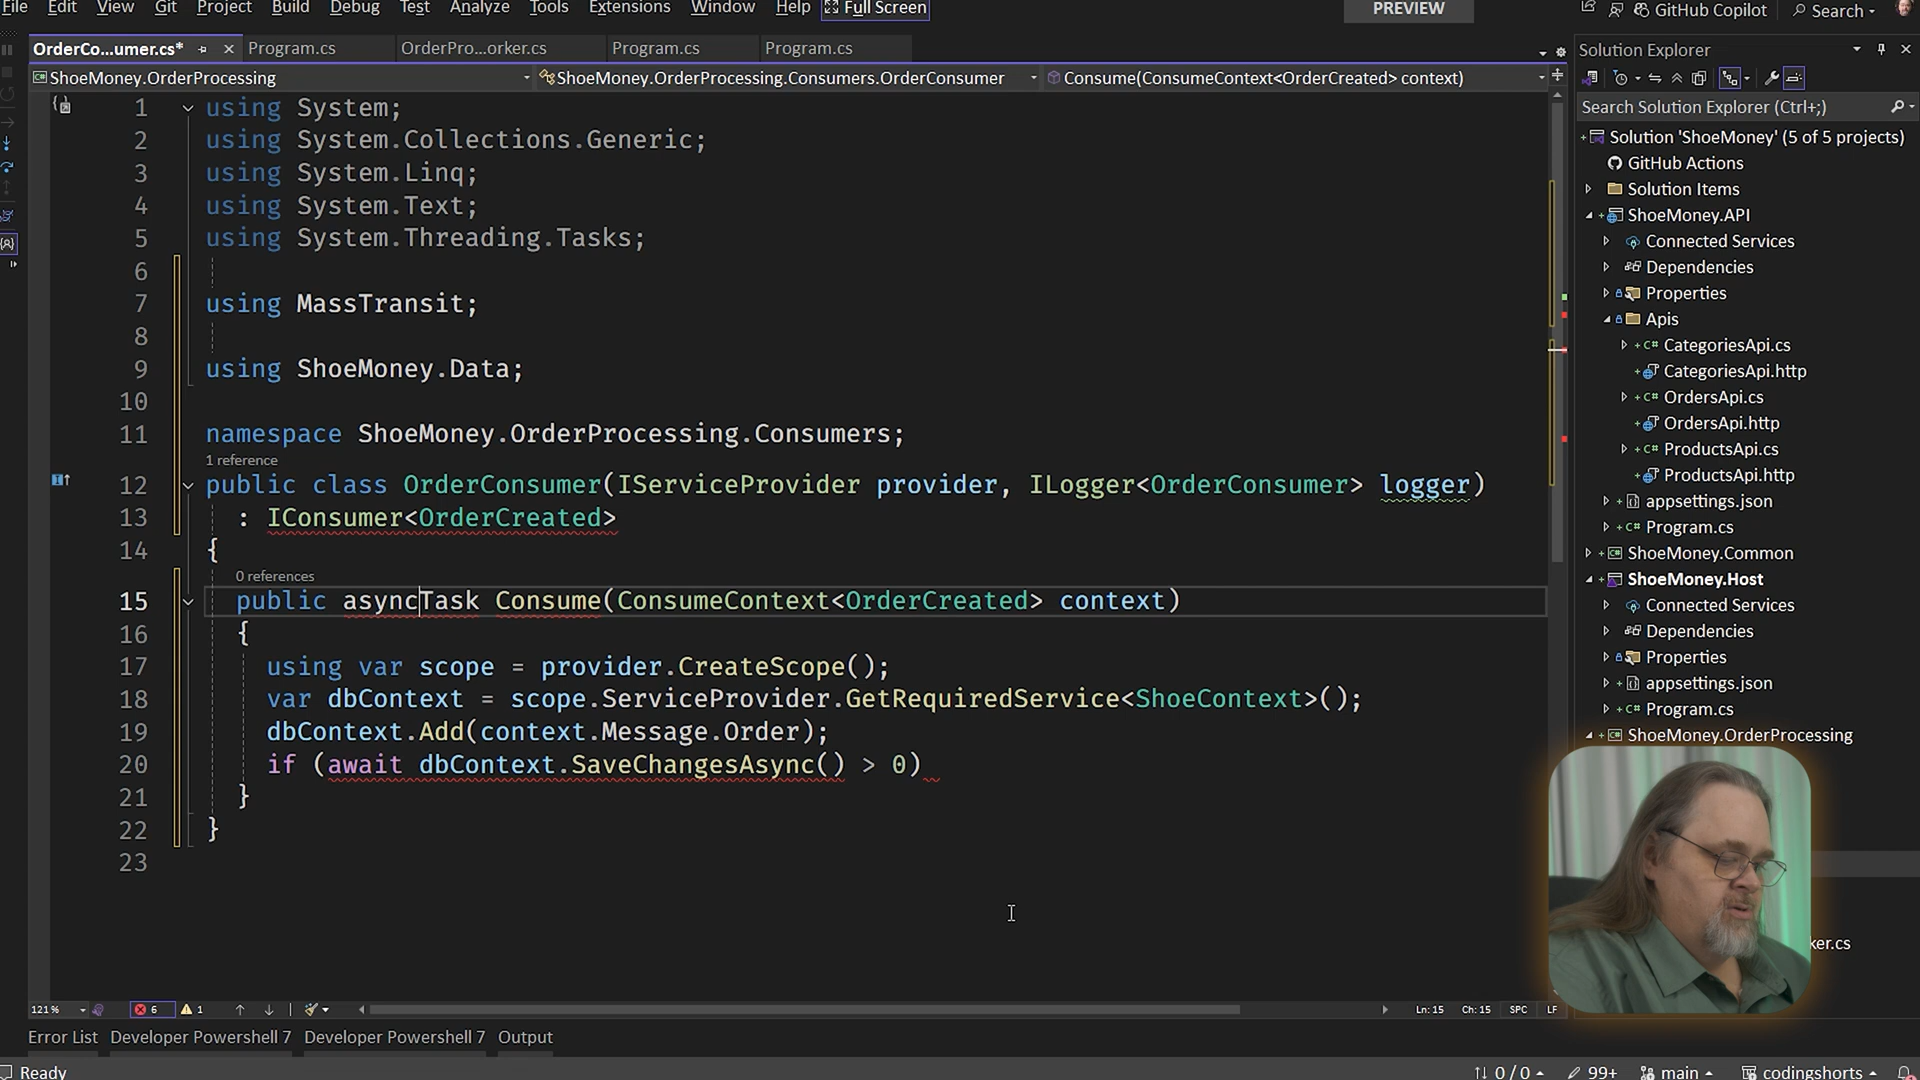 File Edit View Git Project Build Debug Test Analyze Tools Extensions Window Help Full Screen PREVIEW GitHub Copilot Search
OrderCo...umer.cs* Program.cs OrderPro...orker.cs Program.cs Program.cs
ShoeMoney.OrderProcessing ShoeMoney.OrderProcessing.Consumers.OrderConsumer Consume(ConsumeContext<OrderCreated> context)
1 using System;
2 using System.Collections.Generic;
3 using System.Linq;
4 using System.Text;
5 using System.Threading.Tasks;
6
7 using MassTransit;
8
9 using ShoeMoney.Data;
10
11 namespace ShoeMoney.OrderProcessing.Consumers;
1 reference
12 public class OrderConsumer(IServiceProvider provider, ILogger<OrderConsumer> logger)
13 : IConsumer<OrderCreated>
14 {
0 references
15 public asyncTask Consume(ConsumeContext<OrderCreated> context)
16 {
17 using var scope = provider.CreateScope();
18 var dbContext = scope.ServiceProvider.GetRequiredService<ShoeContext>();
19 dbContext.Add(context.Message.Order);
20 if (await dbContext.SaveChangesAsync() > 0)
21 }
22 }
23
121 % 6 1 Ln: 15 Ch: 15 SPC LF
Error List Developer Powershell 7 Developer Powershell 7 Output
Ready 0 / 0 99+ main codingshorts
Solution Explorer
Search Solution Explorer (Ctrl+;)
Solution 'ShoeMoney' (5 of 5 projects)
GitHub Actions
Solution Items
ShoeMoney.API
Connected Services
Dependencies
Properties
Apis
CategoriesApi.cs
CategoriesApi.http
OrdersApi.cs
OrdersApi.http
ProductsApi.cs
ProductsApi.http
appsettings.json
Program.cs
ShoeMoney.Common
ShoeMoney.Host
Connected Services
Dependencies
Properties
appsettings.json
Program.cs
ShoeMoney.OrderProcessing
ker.cs